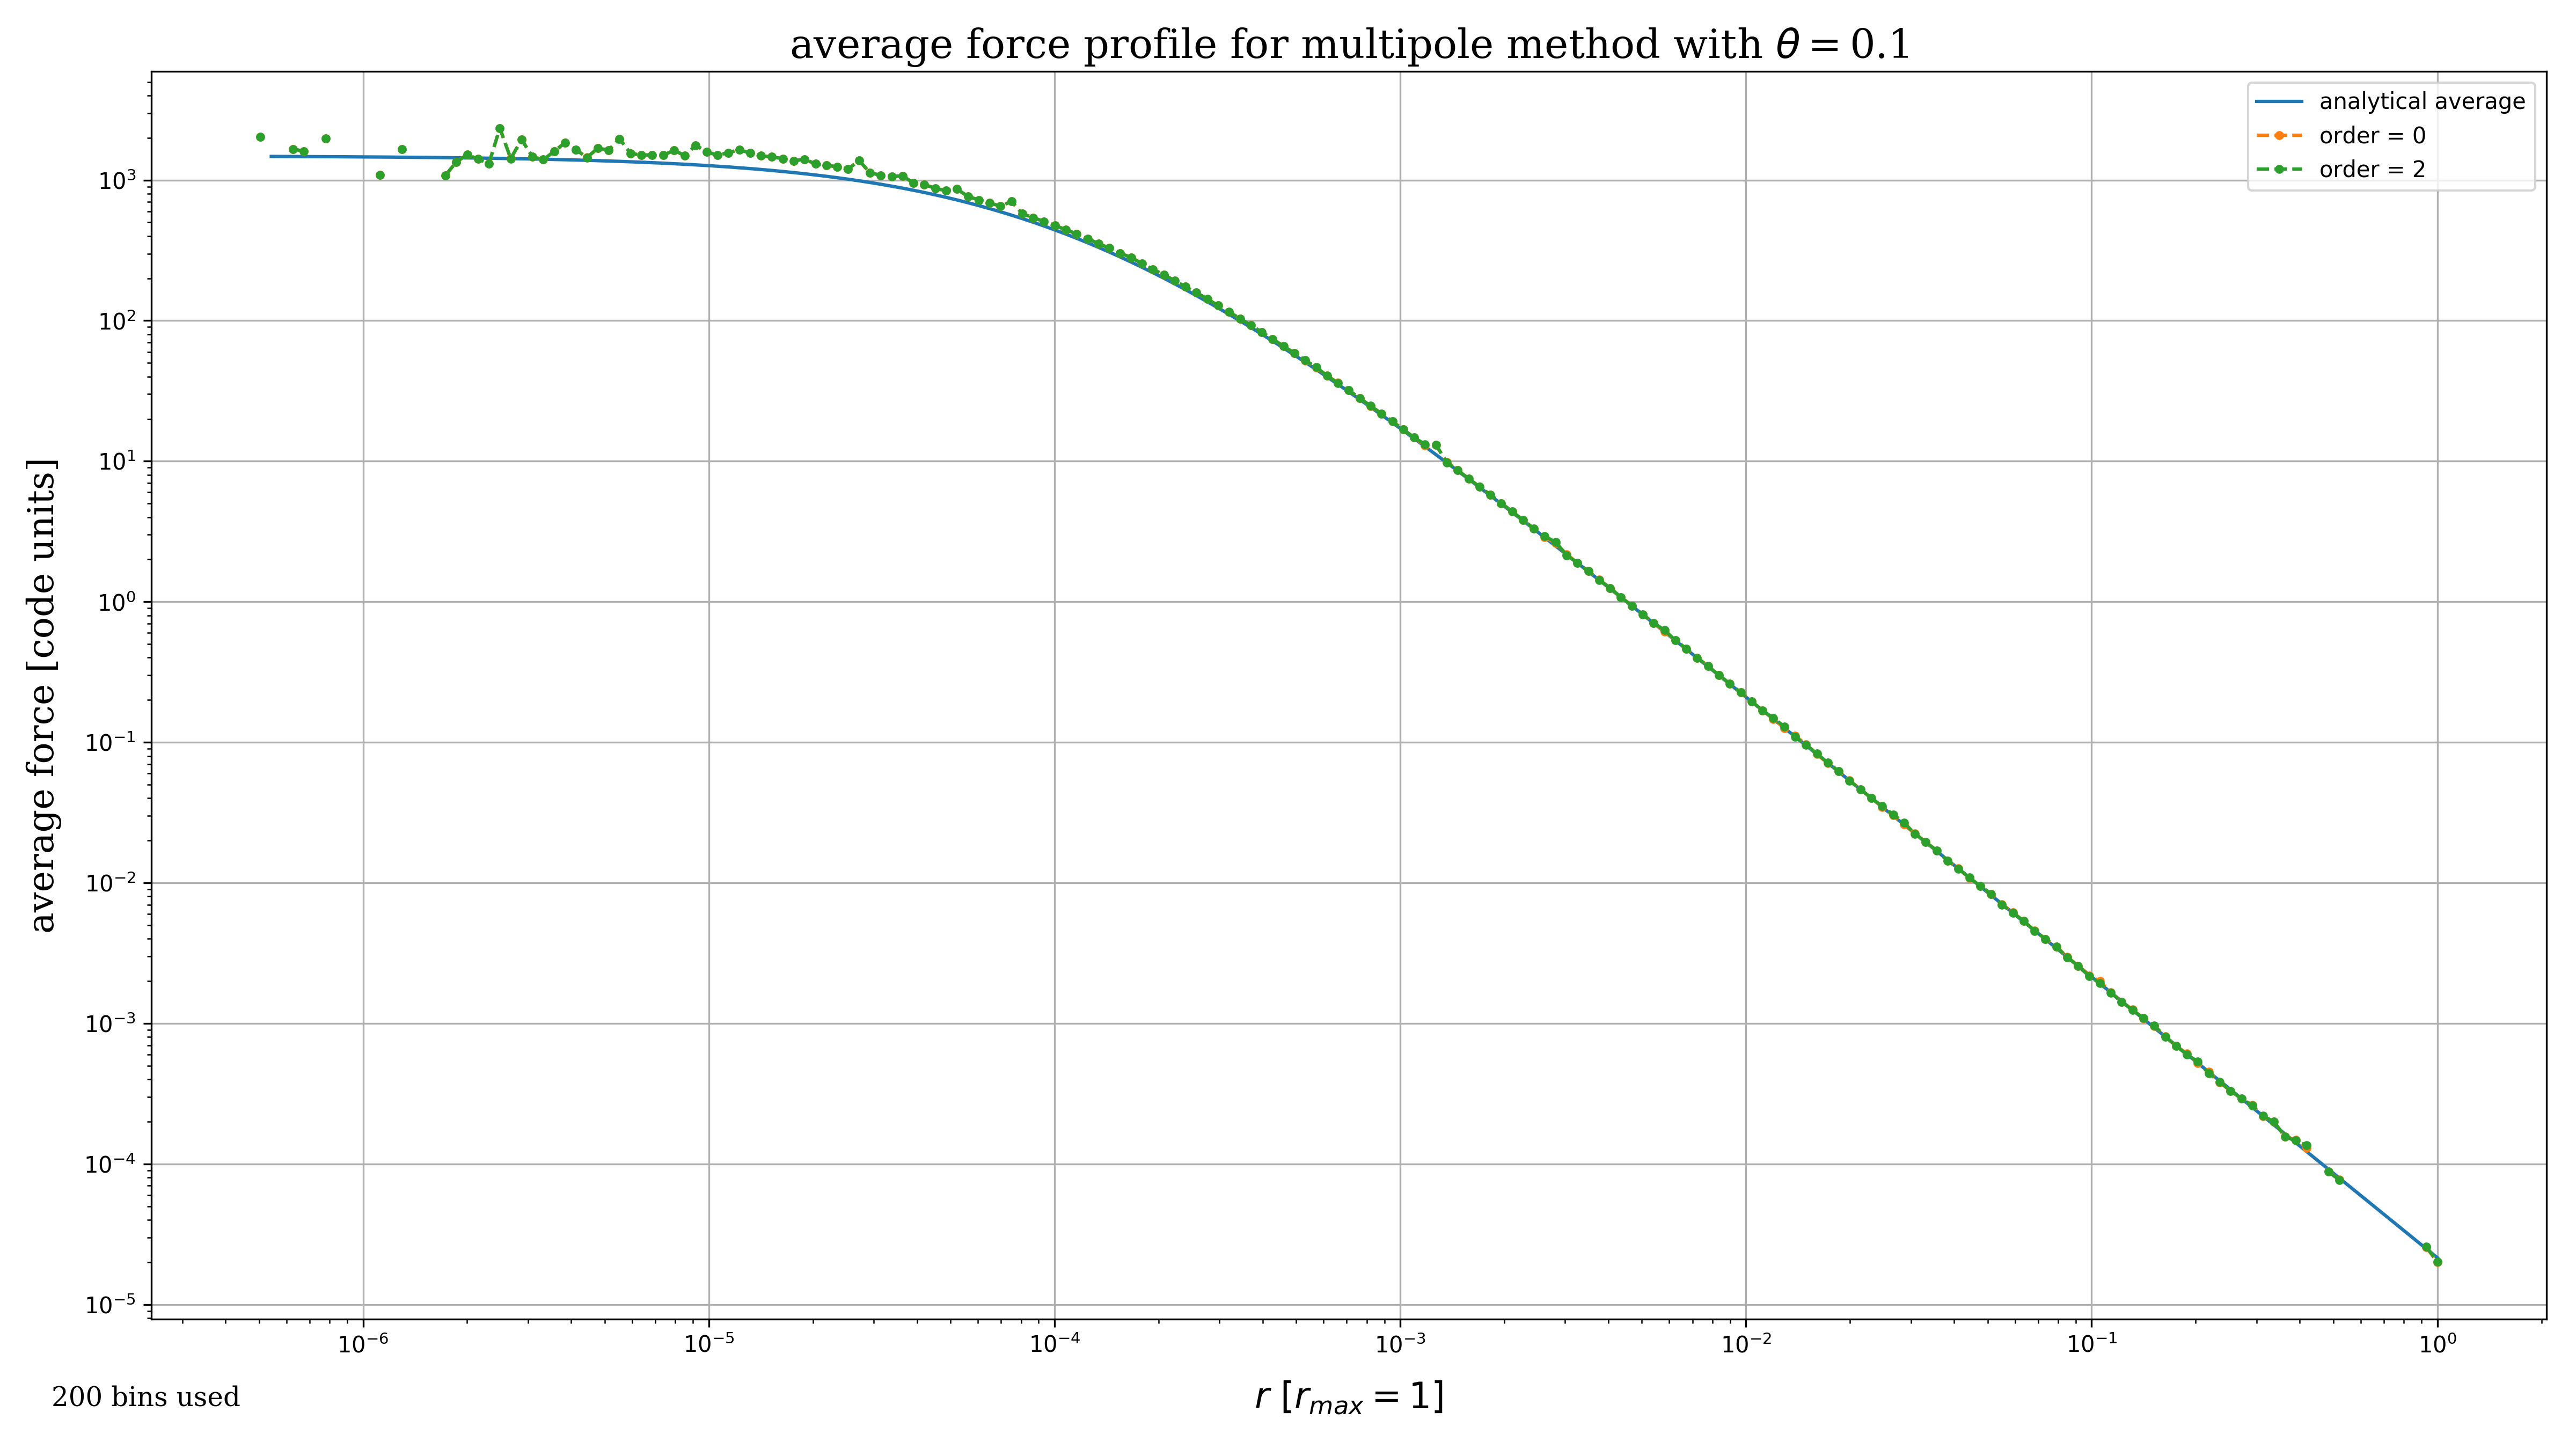 average force profile for multipole method with θ = 0.1
analytical average
order = 0
order = 2
average force [code units]
10³
10²
10¹
10⁰
10⁻¹
10⁻²
10⁻³
10⁻⁴
10⁻⁵
10⁻⁶ 10⁻⁵ 10⁻⁴ 10⁻³ 10⁻² 10⁻¹ 10⁰
r [r_max = 1]
200 bins used